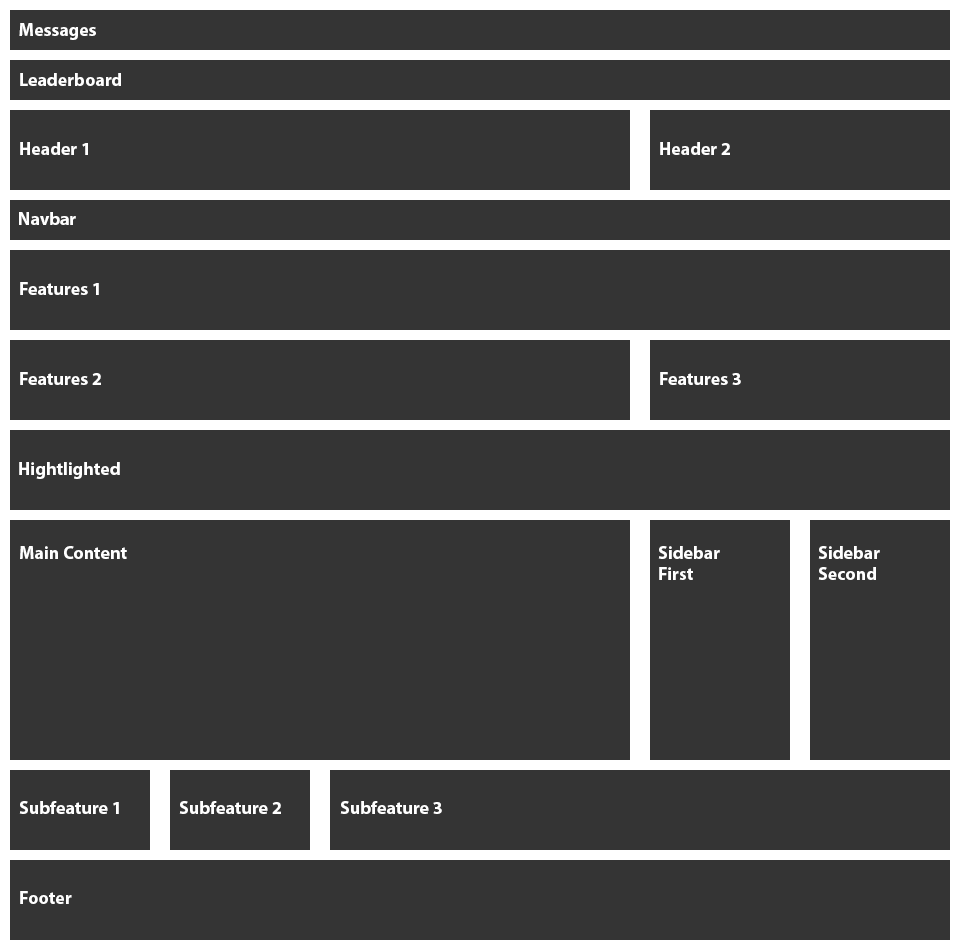 Messages
Leaderboard
Header 1
Header 2
Navbar
Features 1
Features 2
Features 3
Hightlighted
Main Content
Sidebar
First
Sidebar
Second
Subfeature 1
Subfeature 2
Subfeature 3
Footer